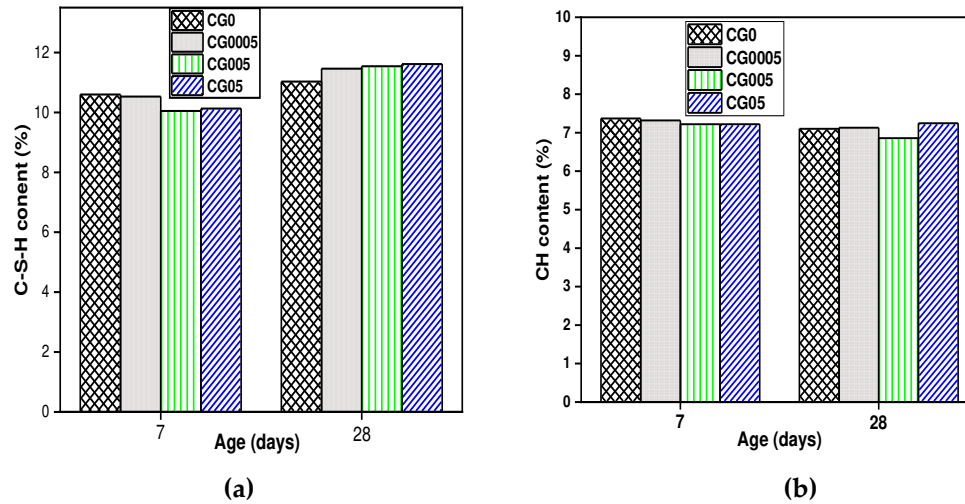 CG0
CG0005
CG005
CG05
12
10
8
6
4
2
0
C-S-H conent (%)
7
28
Age (days)
(a)
CG0
CG0005
CG005
CG05
10
9
8
7
6
5
4
3
2
1
0
CH content (%)
7
28
Age (days)
(b)